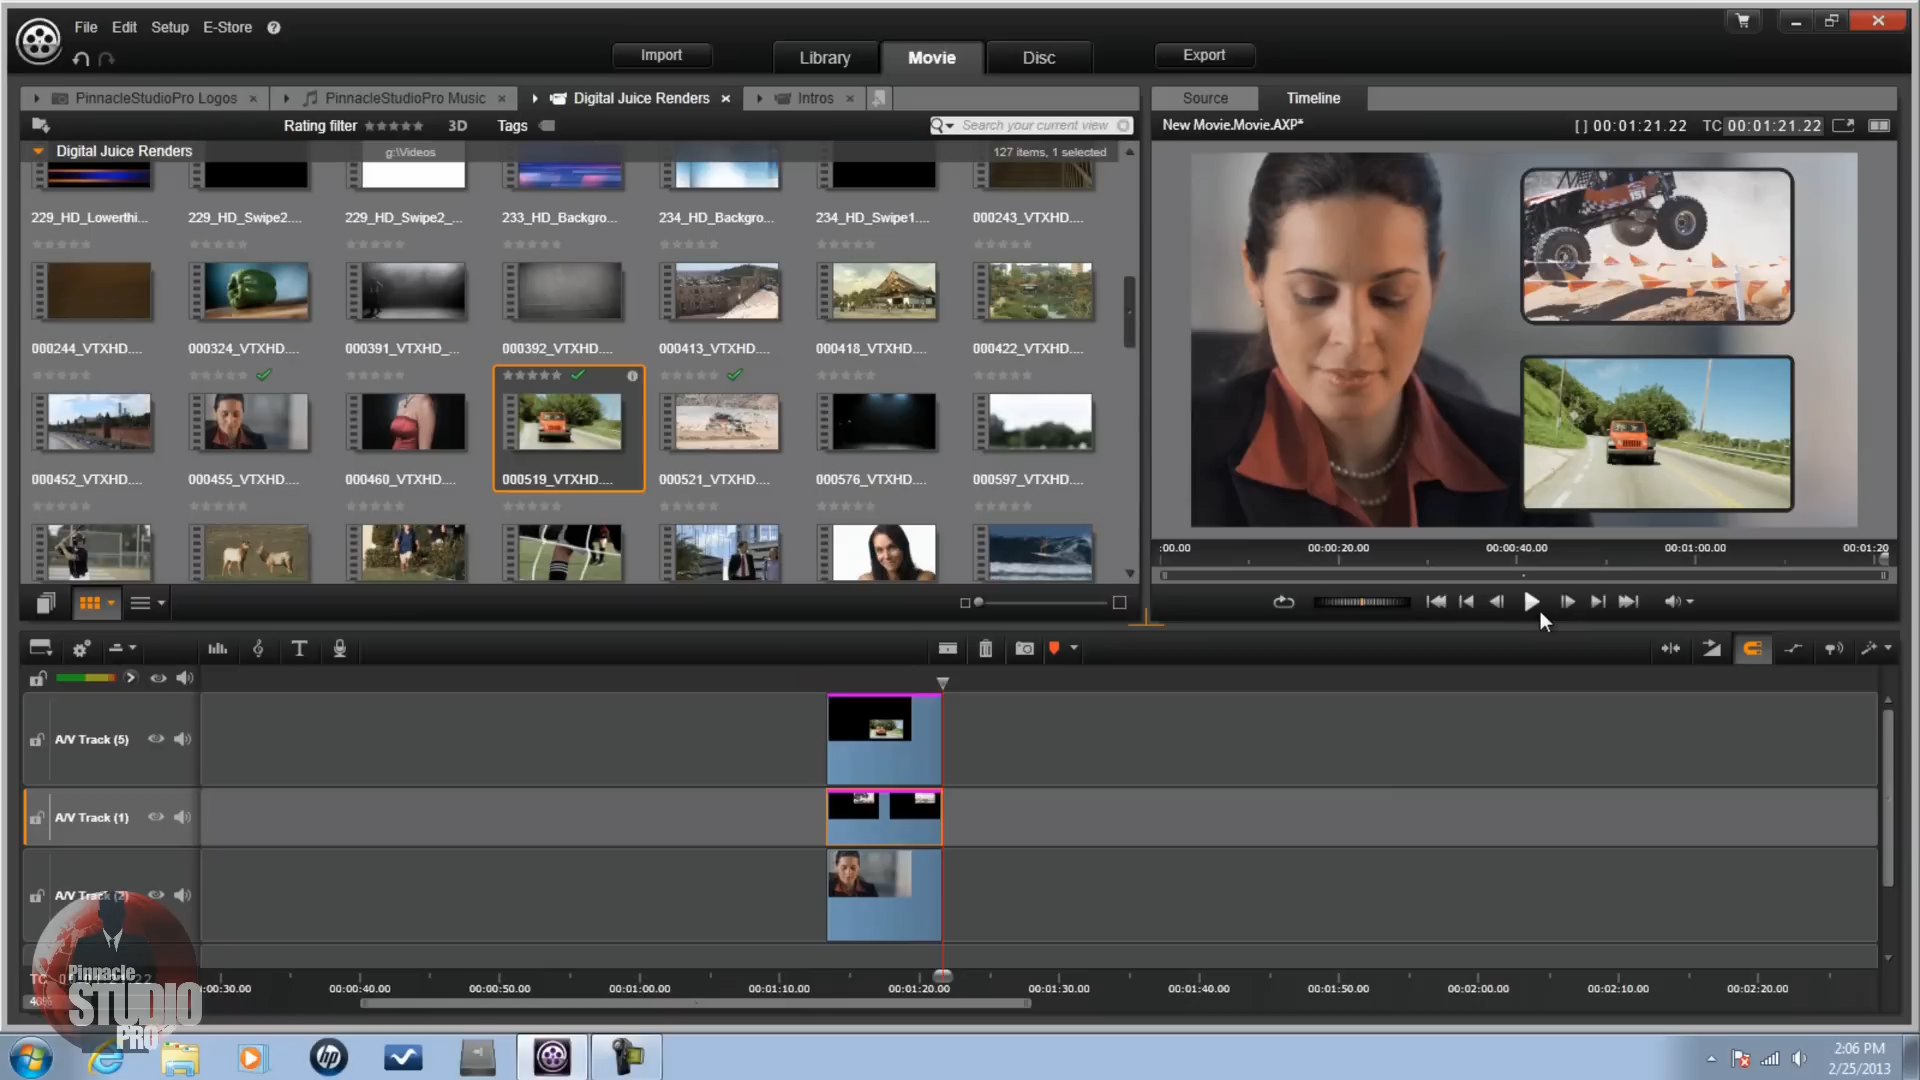 File Edit Setup E-Store ?
Import Library Movie Disc Export
PinnacleStudioPro Logos × PinnacleStudioPro Music × Digital Juice Renders × Intros × Source Timeline
Rating filter 3D Tags Search your current view New Movie.Movie.AXP* [ ] 00:01:21.22 TC 00:01:21.22
Digital Juice Renders g:\Videos 127 items, 1 selected
229_HD_Lowerthi... 229_HD_Swipe2.... 229_HD_Swipe2_... 233_HD_Backgro... 234_HD_Backgro... 234_HD_Swipe1.... 000243_VTXHD....
000244_VTXHD.... 000324_VTXHD.... 000391_VTXHD_... 000392_VTXHD.... 000413_VTXHD.... 000418_VTXHD.... 000422_VTXHD....
000452_VTXHD.... 000455_VTXHD.... 000460_VTXHD.... 000519_VTXHD.... 000521_VTXHD.... 000576_VTXHD.... 000597_VTXHD....
:00.00 00:00:20.00 00:00:40.00 00:01:00.00 00:01:20
A/V Track (5)
A/V Track (1)
A/V Track (2)
TC 00:01:21.22
:00:30.00 00:00:40.00 00:00:50.00 00:01:00.00 00:01:10.00 00:01:20.00 00:01:30.00 00:01:40.00 00:01:50.00 00:02:00.00 00:02:10.00 00:02:20.00
Pinnacle
STUDIO
PRO
hp
2:06 PM
2/25/2013